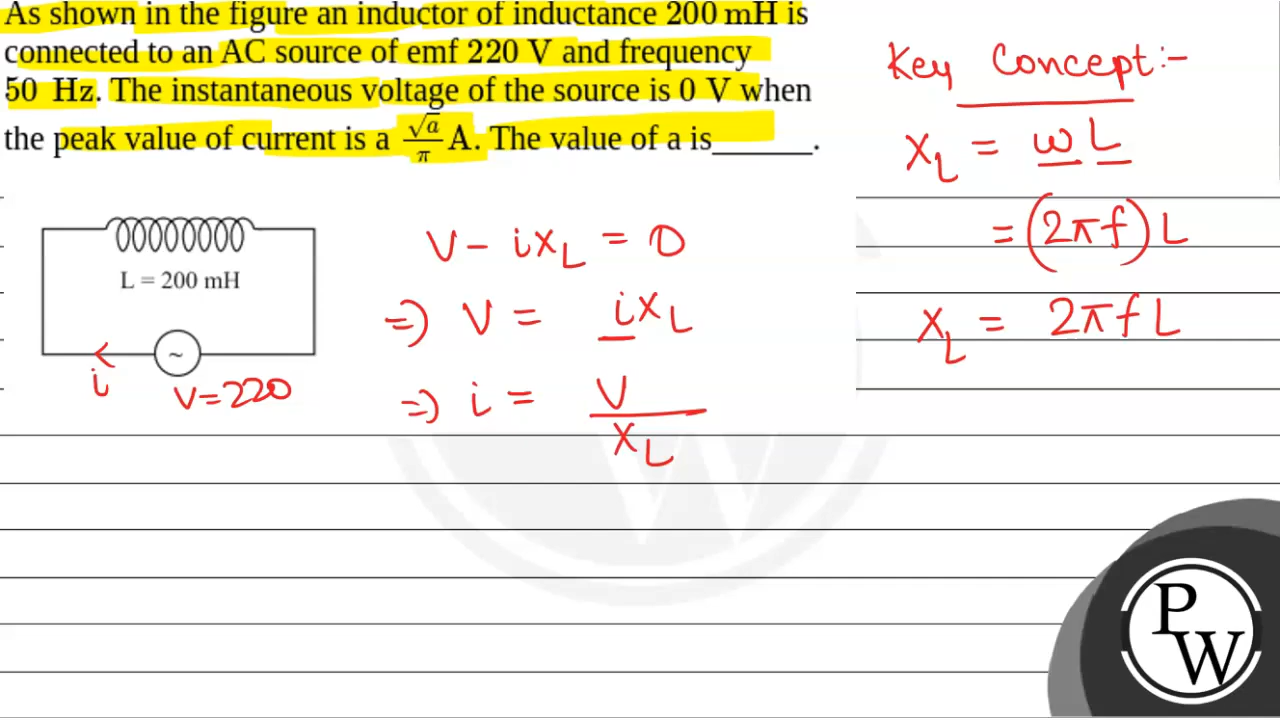 As shown in the figure an inductor of inductance 200 mH is
connected to an AC source of emf 220 V and frequency
50 Hz. The instantaneous voltage of the source is 0 V when
the peak value of current is a √a/π A. The value of a is______.
Key Concept:-
X_L = ωL
= (2πf)L
X_L = 2πfL
L = 200 mH
~
i
V=220
V- iX_L = 0
=) V = iX_L
=) i = V/X_L
PW